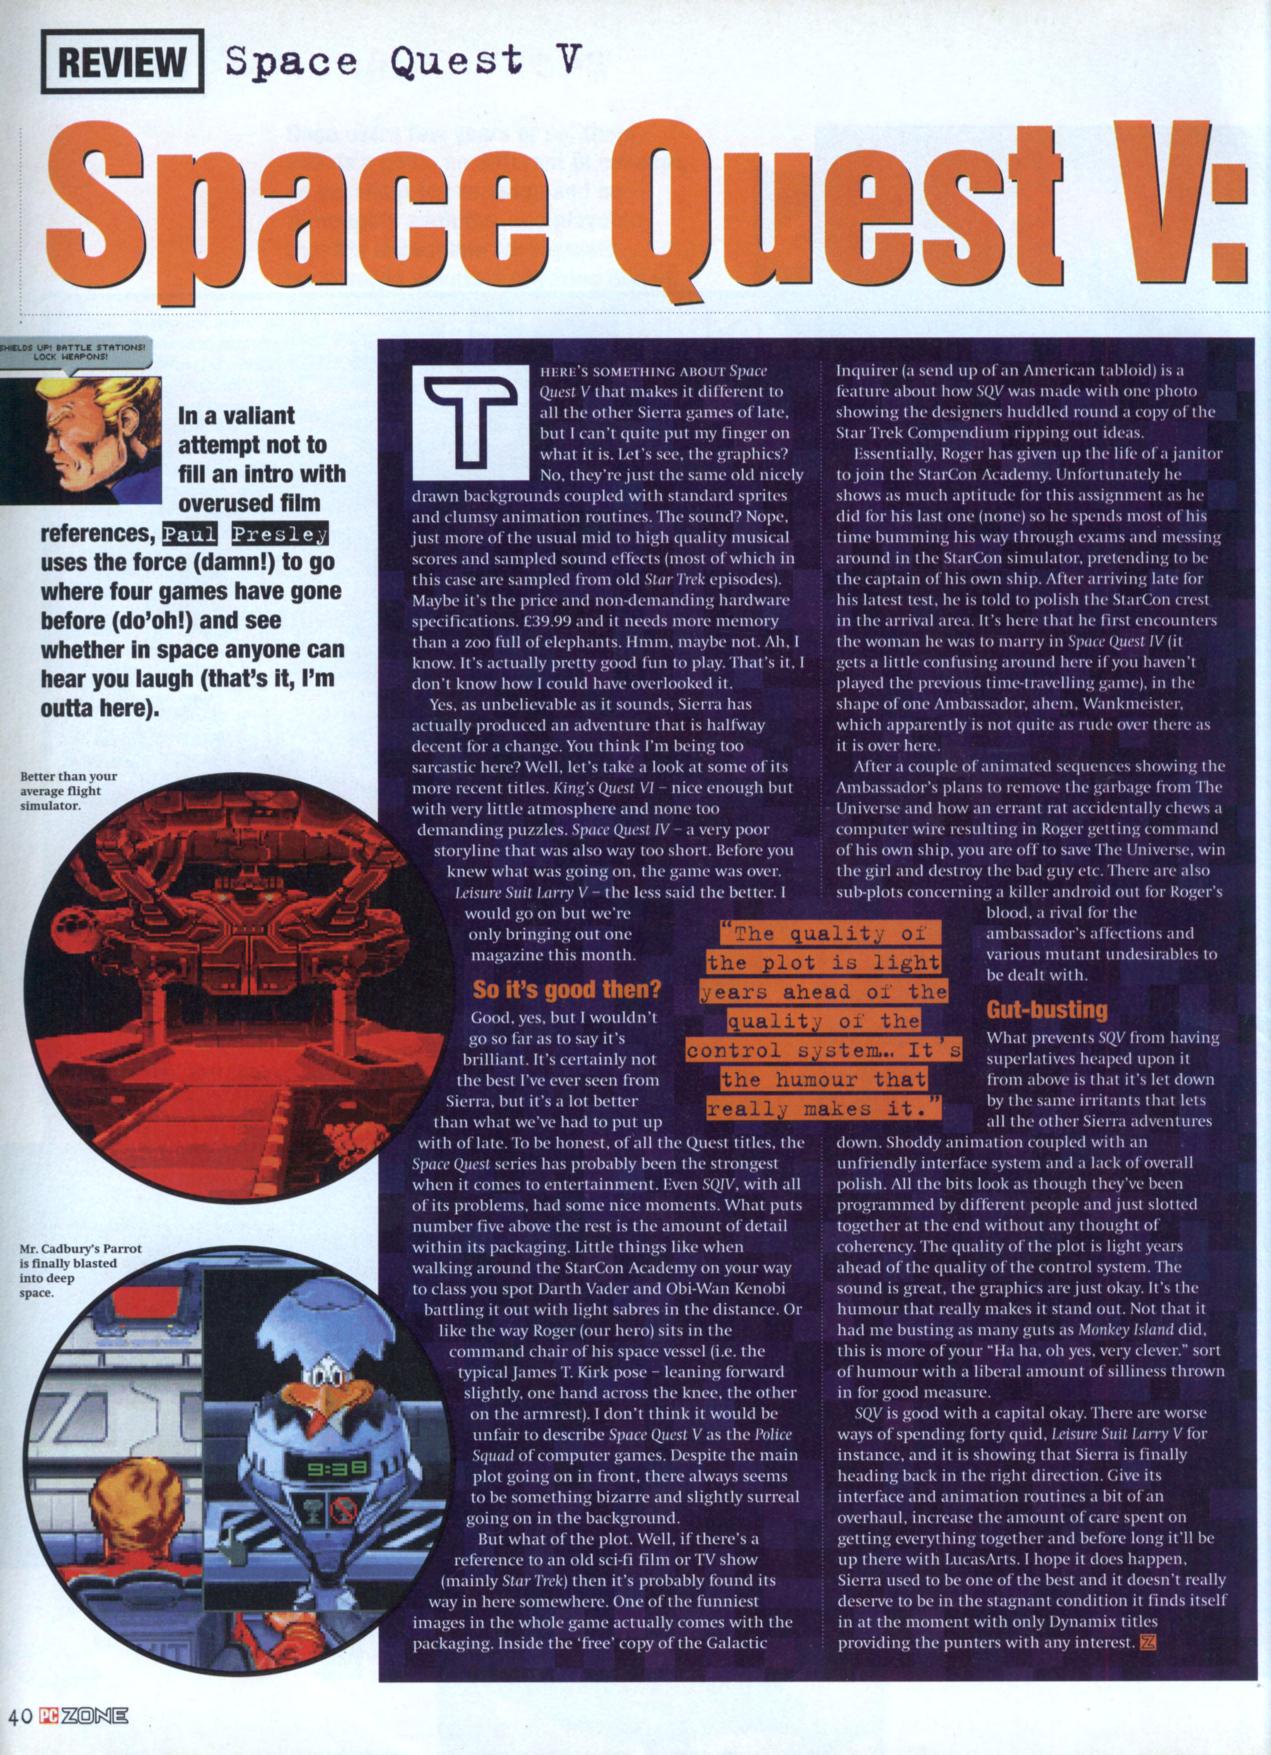 REVIEW Space Quest V
Space Quest V:
SHIELDS UP! BATTLE STATIONS!
LOCK WEAPONS!
In a valiant
attempt not to
fill an intro with
overused film
references, Paul Presley
uses the force (damn!) to go
where four games have gone
before (do'oh!) and see
whether in space anyone can
hear you laugh (that's it, I'm
outta here).
Better than your
average flight
simulator.
Mr. Cadbury's Parrot
is finally blasted
into deep
space.
9:38
THERE'S SOMETHING ABOUT Space
Quest V that makes it different to
all the other Sierra games of late,
but I can't quite put my finger on
what it is. Let's see, the graphics?
No, they're just the same old nicely
drawn backgrounds coupled with standard sprites
and clumsy animation routines. The sound? Nope,
just more of the usual mid to high quality musical
scores and sampled sound effects (most of which in
this case are sampled from old Star Trek episodes).
Maybe it's the price and non-demanding hardware
specifications. £39.99 and it needs more memory
than a zoo full of elephants. Hmm, maybe not. Ah, I
know. It's actually pretty good fun to play. That's it, I
don't know how I could have overlooked it.
Yes, as unbelievable as it sounds, Sierra has
actually produced an adventure that is halfway
decent for a change. You think I'm being too
sarcastic here? Well, let's take a look at some of its
more recent titles. King's Quest VI – nice enough but
with very little atmosphere and none too
demanding puzzles. Space Quest IV – a very poor
storyline that was also way too short. Before you
knew what was going on, the game was over.
Leisure Suit Larry V – the less said the better. I
would go on but we're
only bringing out one
magazine this month.
So it's good then?
Good, yes, but I wouldn't
go so far as to say it's
brilliant. It's certainly not
the best I've ever seen from
Sierra, but it's a lot better
than what we've had to put up
with of late. To be honest, of all the Quest titles, the
Space Quest series has probably been the strongest
when it comes to entertainment. Even SQIV, with all
of its problems, had some nice moments. What puts
number five above the rest is the amount of detail
within its packaging. Little things like when
walking around the StarCon Academy on your way
to class you spot Darth Vader and Obi-Wan Kenobi
battling it out with light sabres in the distance. Or
like the way Roger (our hero) sits in the
command chair of his space vessel (i.e. the
typical James T. Kirk pose – leaning forward
slightly, one hand across the knee, the other
on the armrest). I don't think it would be
unfair to describe Space Quest V as the Police
Squad of computer games. Despite the main
plot going on in front, there always seems
to be something bizarre and slightly surreal
going on in the background.
But what of the plot. Well, if there's a
reference to an old sci-fi film or TV show
(mainly Star Trek) then it's probably found its
way in here somewhere. One of the funniest
images in the whole game actually comes with the
packaging. Inside the 'free' copy of the Galactic
"The quality of
the plot is light
years ahead of the
quality of the
control system… It's
the humour that
really makes it."
Inquirer (a send up of an American tabloid) is a
feature about how SQV was made with one photo
showing the designers huddled round a copy of the
Star Trek Compendium ripping out ideas.
Essentially, Roger has given up the life of a janitor
to join the StarCon Academy. Unfortunately he
shows as much aptitude for this assignment as he
did for his last one (none) so he spends most of his
time bumming his way through exams and messing
around in the StarCon simulator, pretending to be
the captain of his own ship. After arriving late for
his latest test, he is told to polish the StarCon crest
in the arrival area. It's here that he first encounters
the woman he was to marry in Space Quest IV (it
gets a little confusing around here if you haven't
played the previous time-travelling game), in the
shape of one Ambassador, ahem, Wankmeister,
which apparently is not quite as rude over there as
it is over here.
After a couple of animated sequences showing the
Ambassador's plans to remove the garbage from The
Universe and how an errant rat accidentally chews a
computer wire resulting in Roger getting command
of his own ship, you are off to save The Universe, win
the girl and destroy the bad guy etc. There are also
sub-plots concerning a killer android out for Roger's
blood, a rival for the
ambassador's affections and
various mutant undesirables to
be dealt with.
Gut-busting
What prevents SQV from having
superlatives heaped upon it
from above is that it's let down
by the same irritants that lets
all the other Sierra adventures
down. Shoddy animation coupled with an
unfriendly interface system and a lack of overall
polish. All the bits look as though they've been
programmed by different people and just slotted
together at the end without any thought of
coherency. The quality of the plot is light years
ahead of the quality of the control system. The
sound is great, the graphics are just okay. It's the
humour that really makes it stand out. Not that it
had me busting as many guts as Monkey Island did,
this is more of your "Ha ha, oh yes, very clever." sort
of humour with a liberal amount of silliness thrown
in for good measure.
SQV is good with a capital okay. There are worse
ways of spending forty quid, Leisure Suit Larry V for
instance, and it is showing that Sierra is finally
heading back in the right direction. Give its
interface and animation routines a bit of an
overhaul, increase the amount of care spent on
getting everything together and before long it'll be
up there with LucasArts. I hope it does happen,
Sierra used to be one of the best and it doesn't really
deserve to be in the stagnant condition it finds itself
in at the moment with only Dynamix titles
providing the punters with any interest. Z
40 PC ZONE